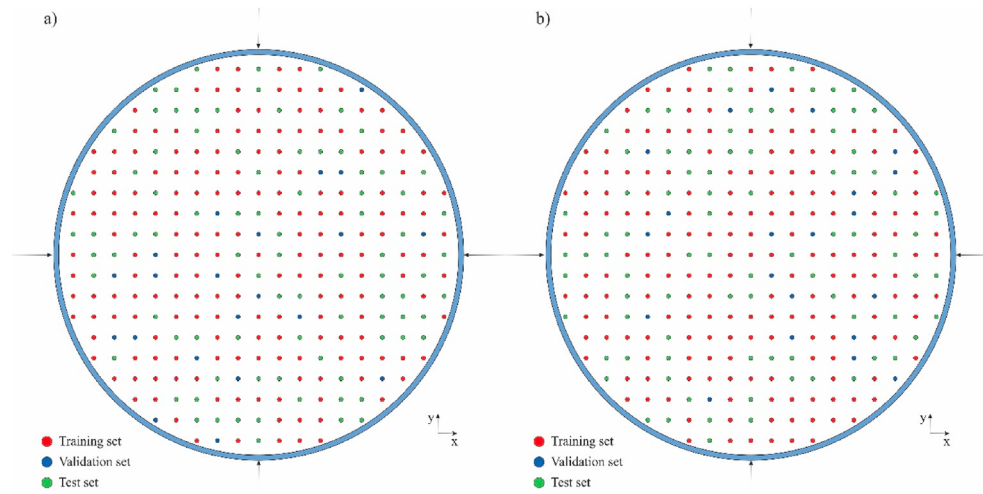 a)
y
x
Training set
Validation set
Test set
b)
y
x
Training set
Validation set
Test set